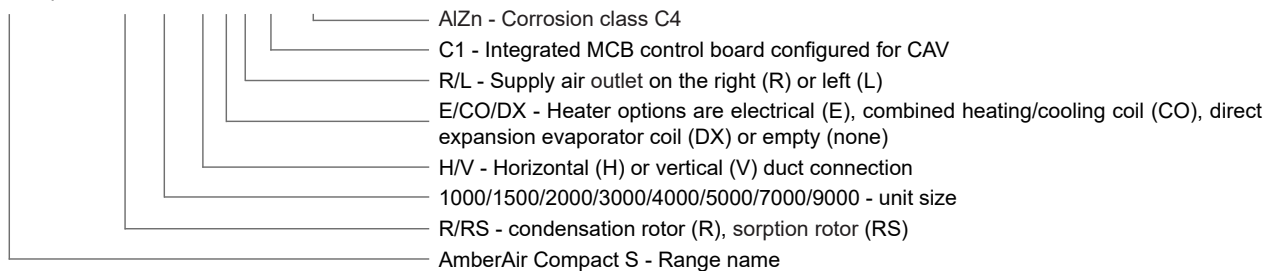 AlZn - Corrosion class C4
C1 - Integrated MCB control board configured for CAV
R/L - Supply air outlet on the right (R) or left (L)
E/CO/DX - Heater options are electrical (E), combined heating/cooling coil (CO), direct
expansion evaporator coil (DX) or empty (none)
H/V - Horizontal (H) or vertical (V) duct connection
1000/1500/2000/3000/4000/5000/7000/9000 - unit size
R/RS - condensation rotor (R), sorption rotor (RS)
AmberAir Compact S - Range name